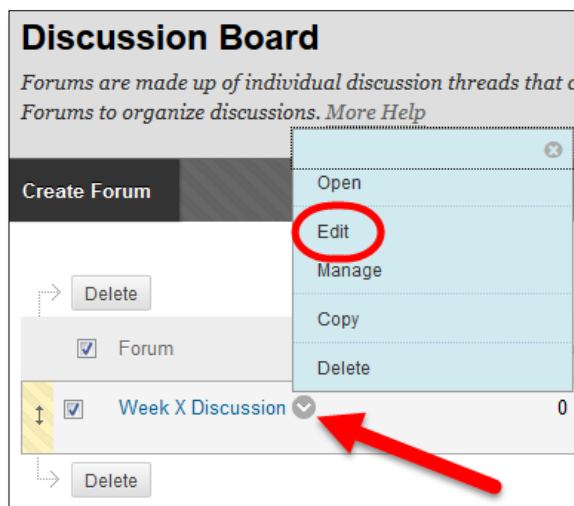 Discussion Board
Forums are made up of individual discussion threads that
Forums to organize discussions. More Help
Create Forum
Open
Edit
Manage
Copy
Delete
Delete
Forum
Week X Discussion
0
Delete